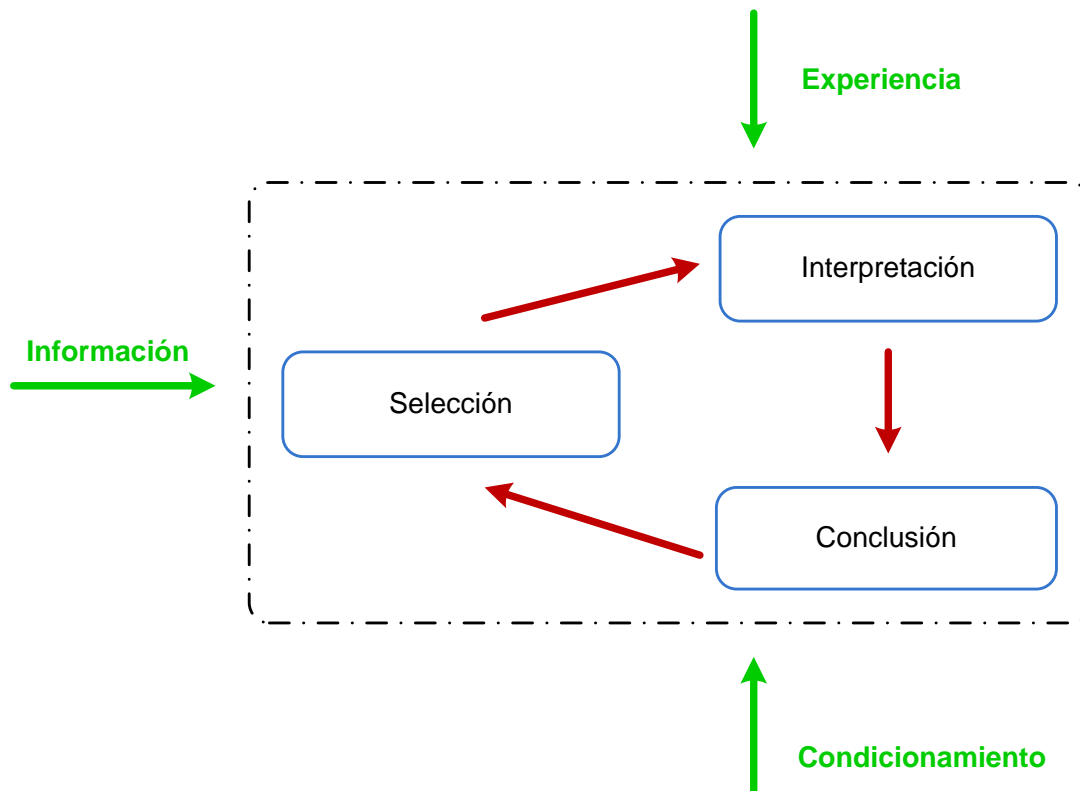 Experiencia
Interpretación
Información
Selección
Conclusión
Condicionamiento